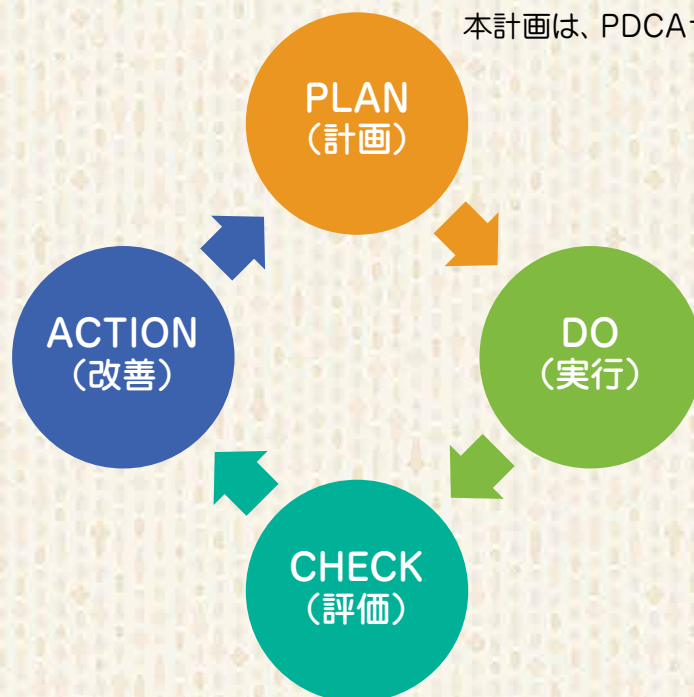 本計画は、PDCA
PLAN
（計画）
ACTION
（改善）
DO
（実行）
CHECK
（評価）